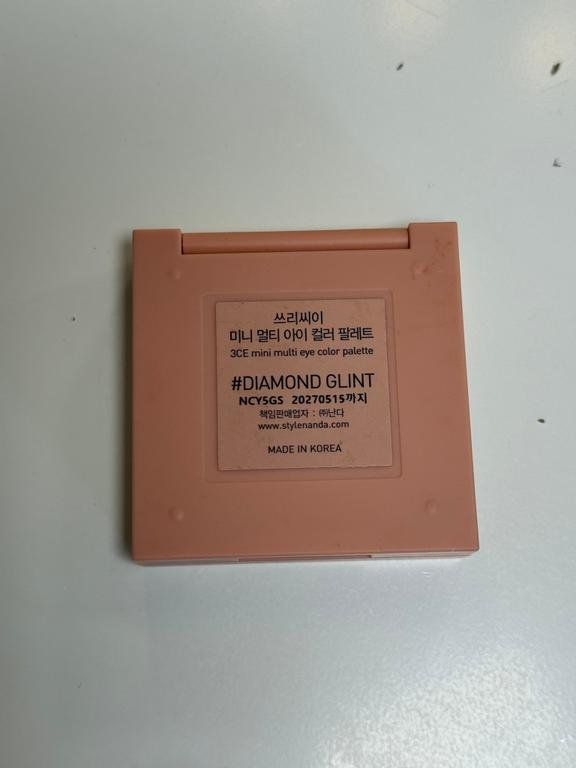 쓰리씨이
미니 멀티 아이 컬러 팔레트
3CE mini multi eye color palette
#DIAMOND GLINT
NCY5GS 20270515까지
책임판매업자 : ㈜난다
www.stylenanda.com
MADE IN KOREA